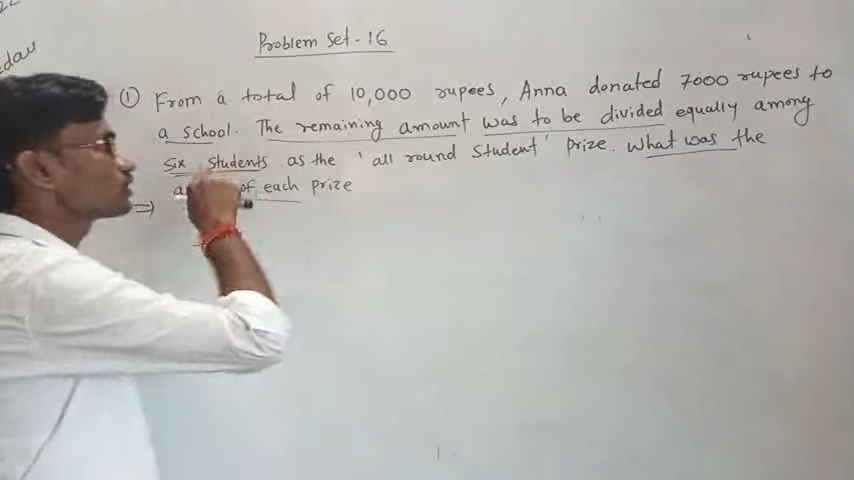 Problem Set - 16
① From a total of 10,000 rupees, Anna donated 7000 rupees to
a school. The remaining amount was to be divided equally among
six students as the 'all round student' prize. What was the
of each prize
⇒